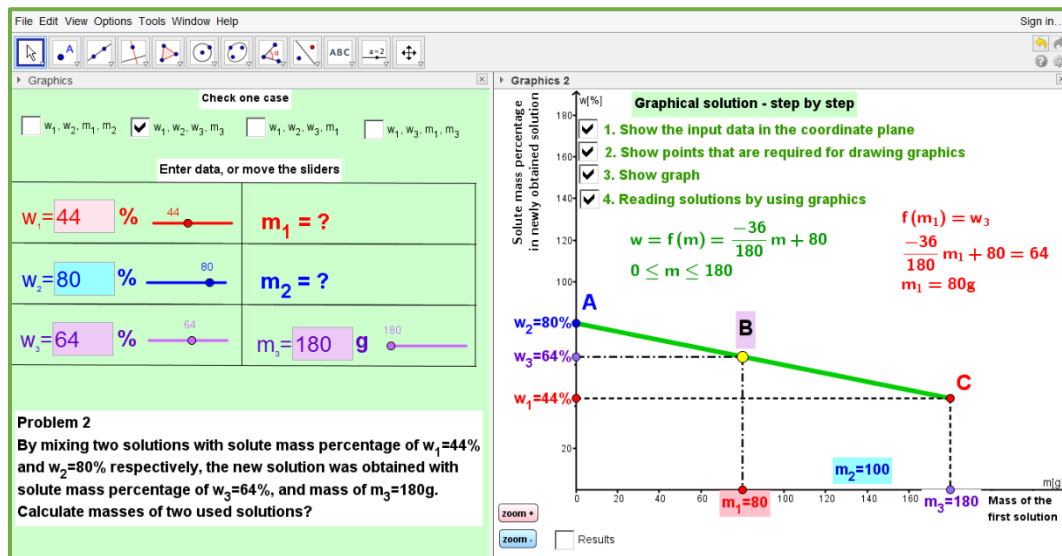 File Edit View Options Tools Window Help
Sign in...
A
ABC
a=2
Graphics
Graphics 2
Check one case
w₁, w₂, m₁, m₂
w₁, w₂, w₃, m₃
w₁, w₂, w₃, m₁
w₁, w₃, m₁, m₃
Enter data, or move the sliders
w₁= 44 %
44
m₁ = ?
w₂= 80 %
80
m₂ = ?
w₃= 64 %
64
m₃= 180 g
180
Problem 2
By mixing two solutions with solute mass percentage of w₁=44%
and w₂=80% respectively, the new solution was obtained with
solute mass percentage of w₃=64%, and mass of m₃=180g.
Calculate masses of two used solutions?
w[%]
Graphical solution - step by step
1. Show the input data in the coordinate plane
2. Show points that are required for drawing graphics
3. Show graph
4. Reading solutions by using graphics
Solute mass percentage
in newly obtained solution
180
160
140
120
100
20
w = f(m) = -36/180 m + 80
0 ≤ m ≤ 180
f(m₁) = w₃
-36/180 m₁ + 80 = 64
m₁ = 80g
A
B
C
w₂=80%
w₃=64%
w₁=44%
m₂=100
0
20
40
60
m₁=80
100
120
140
160
m₃=180
m[g]
Mass of the
first solution
zoom +
zoom -
Results